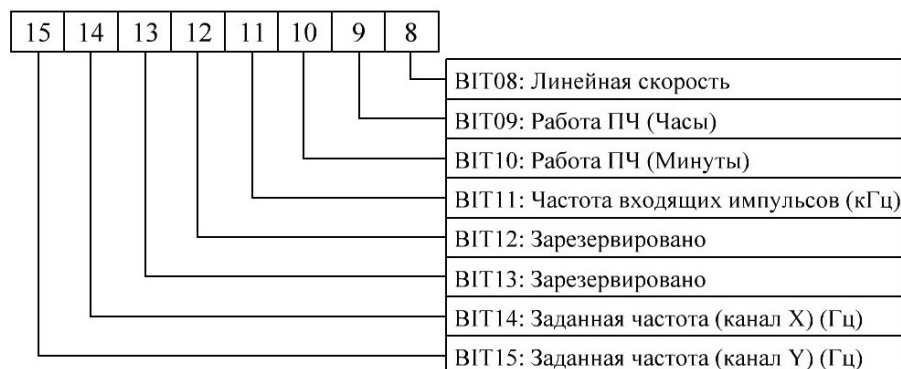 15 14 13 12 11 10 9 8
BIT08: Линейная скорость
BIT09: Работа ПЧ (Часы)
BIT10: Работа ПЧ (Минуты)
BIT11: Частота входящих импульсов (кГц)
BIT12: Зарезервировано
BIT13: Зарезервировано
BIT14: Заданная частота (канал X) (Гц)
BIT15: Заданная частота (канал Y) (Гц)